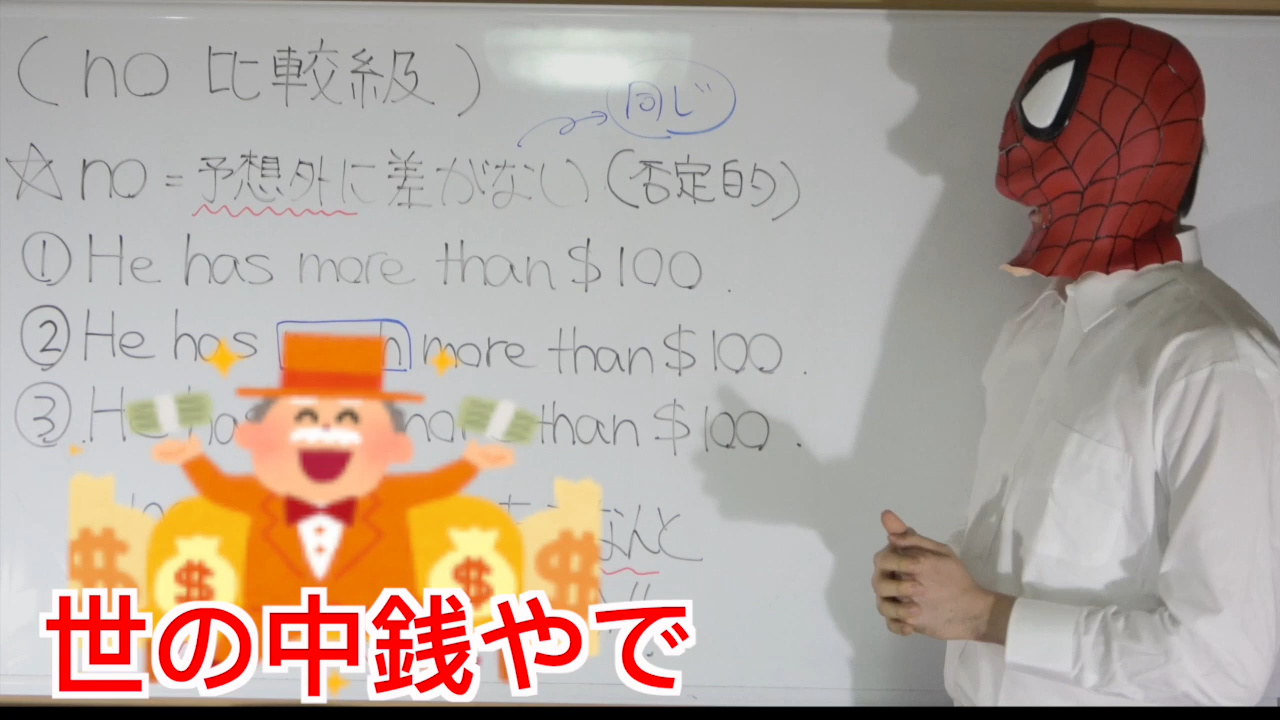 (no 比較級)
同じ
☆no = 予想外に差がない(否定的)
① He has more than $100.
② He has more than $100.
③ He than $100.
なんと
世の中銭やで
$ $ $ $